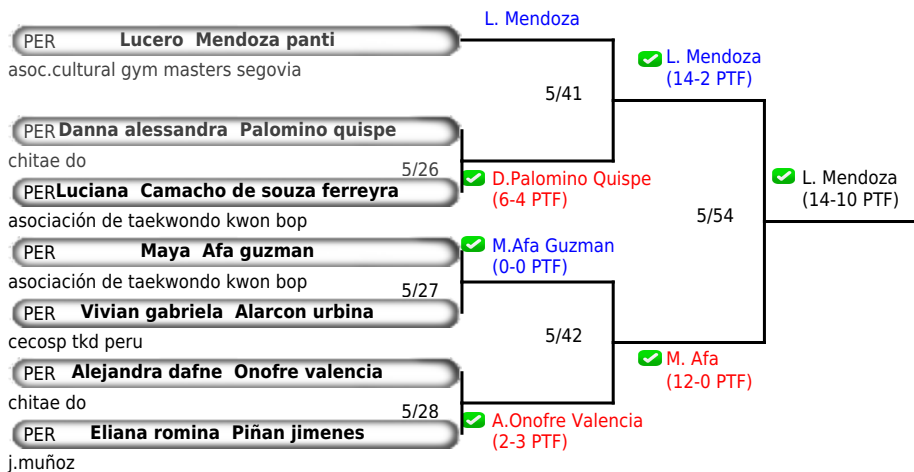 L. Mendoza
PER Lucero Mendoza panti
asoc.cultural gym masters segovia
L. Mendoza
(14-2 PTF)
5/41
PER Danna alessandra Palomino quispe
chitae do
5/26
PER Luciana Camacho de souza ferreyra
D.Palomino Quispe
(6-4 PTF)
asociación de taekwondo kwon bop
L. Mendoza
(14-10 PTF)
5/54
PER Maya Afa guzman
M.Afa Guzman
(0-0 PTF)
asociación de taekwondo kwon bop
5/27
PER Vivian gabriela Alarcon urbina
cecosp tkd peru
5/42
M. Afa
(12-0 PTF)
PER Alejandra dafne Onofre valencia
chitae do
5/28
PER Eliana romina Piñan jimenes
A.Onofre Valencia
(2-3 PTF)
j.muñoz